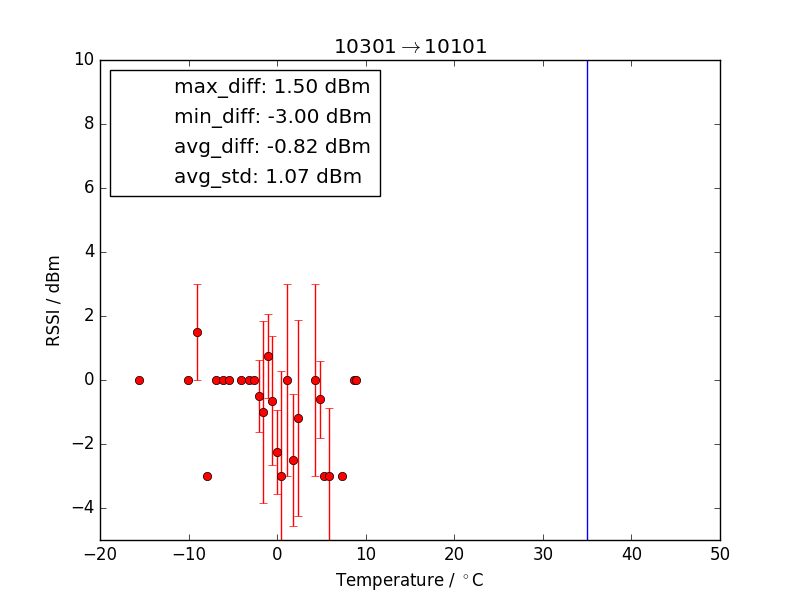 10301→10101
max_diff: 1.50 dBm
min_diff: -3.00 dBm
avg_diff: -0.82 dBm
avg_std: 1.07 dBm
10
8
6
4
2
0
−2
−4
RSSI / dBm
−20 −10 0 10 20 30 40 50
Temperature / °C